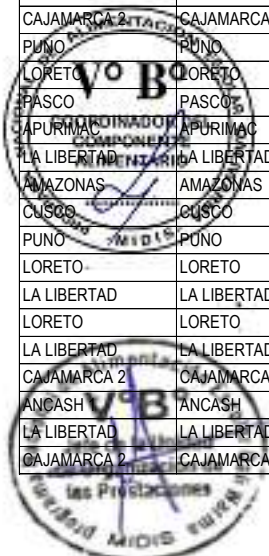 CAJAMARCA 2 CAJAMARCA
PUNO PUNO
LORETO LORETO
PASCO PASCO
APURIMAC APURIMAC
LA LIBERTAD LA LIBERTAD
AMAZONAS AMAZONAS
CUSCO CUSCO
PUNO PUNO
LORETO LORETO
LA LIBERTAD LA LIBERTAD
LORETO LORETO
LA LIBERTAD LA LIBERTAD
CAJAMARCA 2 CAJAMARCA
ANCASH ANCASH
LA LIBERTAD LA LIBERTAD
CAJAMARCA 2 CAJAMARCA
V° B°
COORDINADOR
COMPONENTE
ALIMENTARIO
MIDIS
V° B°
las Prestaciones
MIDIS